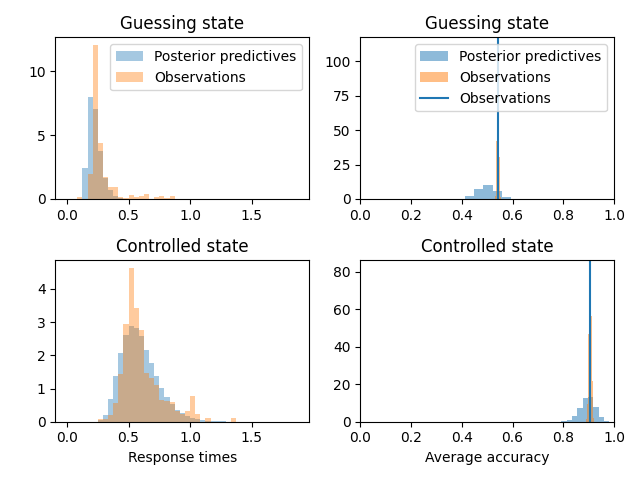 Guessing state
Posterior predictives
Observations
10
5
0
0.0 0.5 1.0 1.5
Guessing state
Posterior predictives
Observations
Observations
100
75
50
25
0
0.0 0.2 0.4 0.6 0.8 1.0
Controlled state
4
3
2
1
0
0.0 0.5 1.0 1.5
Response times
Controlled state
80
60
40
20
0
0.0 0.2 0.4 0.6 0.8 1.0
Average accuracy